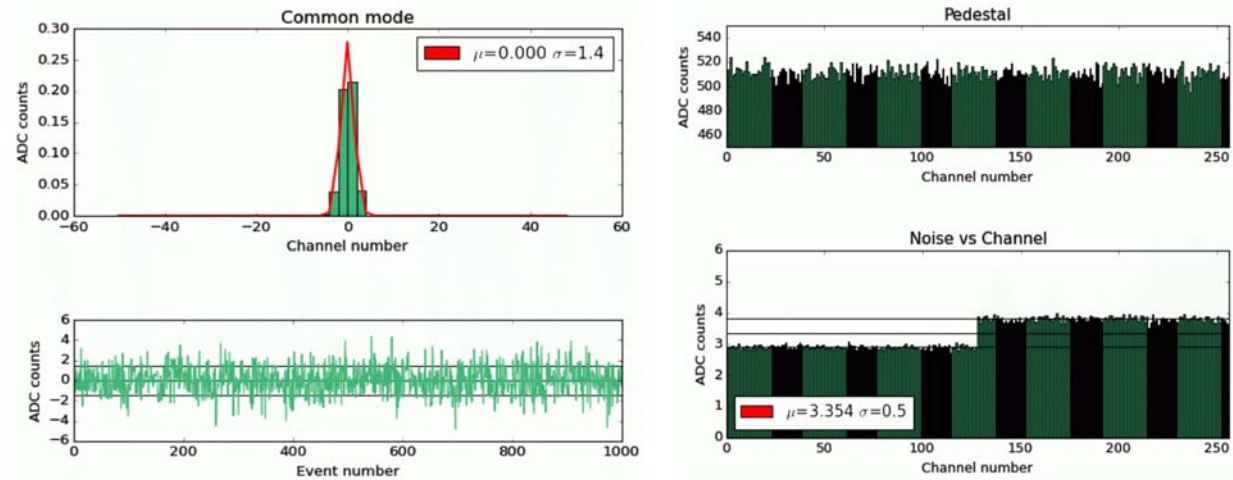 Common mode
0.30
0.25
0.20
0.15
0.10
0.05
0.00
ADC counts
μ=0.000 σ=1.4
−60 −40 −20 0 20 40 60
Channel number
6
4
2
0
−2
−4
−6
ADC counts
0 200 400 600 800 1000
Event number
Pedestal
540
520
500
480
460
ADC counts
0 50 100 150 200 250
Channel number
Noise vs Channel
6
5
4
3
2
1
0
ADC counts
μ=3.354 σ=0.5
0 50 100 150 200 250
Channel number